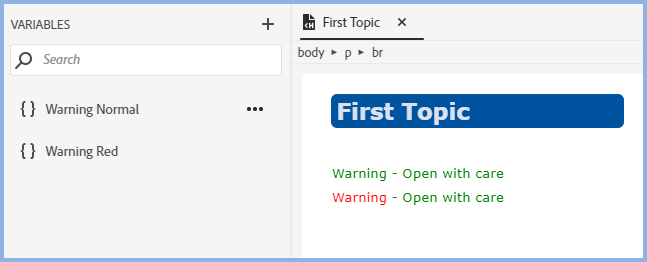 VARIABLES
+
Search
{} Warning Normal •••
{} Warning Red
First Topic ×
body ▸ p ▸ br
First Topic
Warning - Open with care
Warning - Open with care